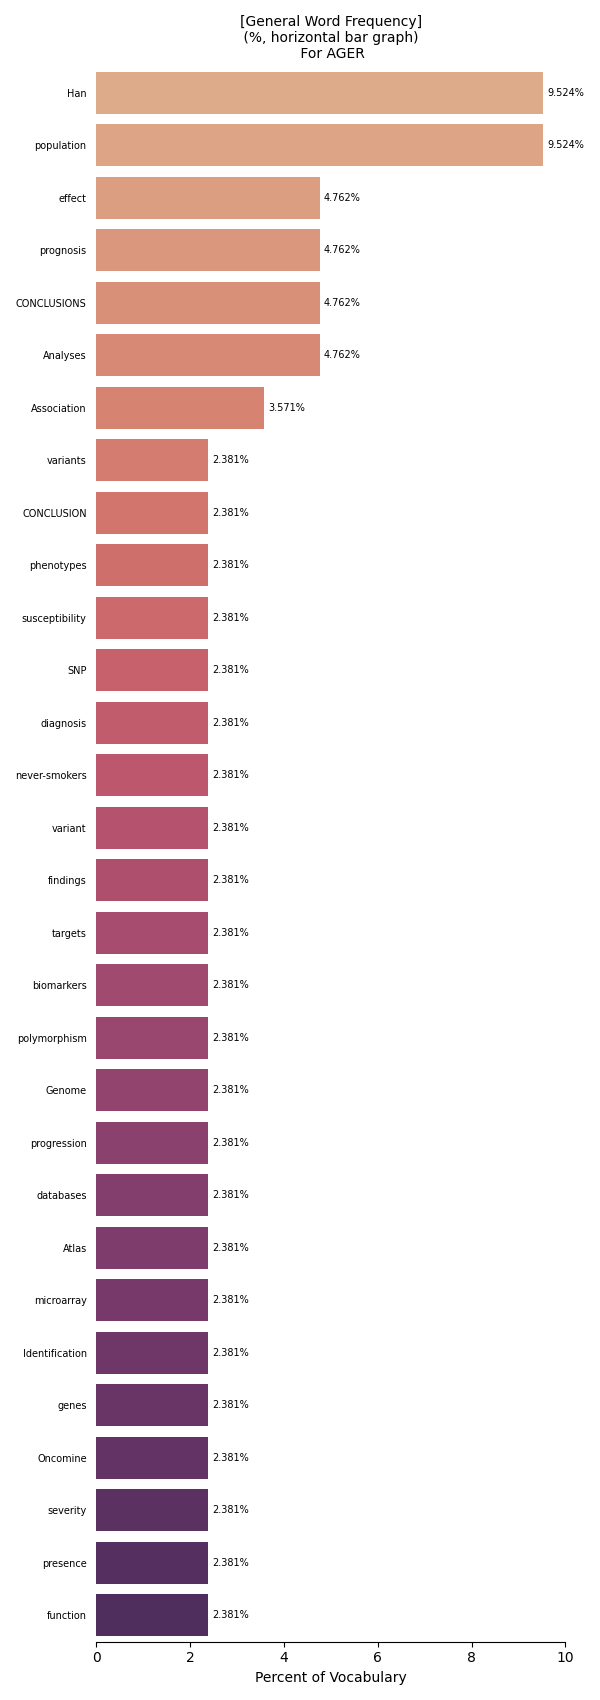 [General Word Frequency]
(%, horizontal bar graph)
For AGER
Han 9.524%
population 9.524%
effect 4.762%
prognosis 4.762%
CONCLUSIONS 4.762%
Analyses 4.762%
Association 3.571%
variants 2.381%
CONCLUSION 2.381%
phenotypes 2.381%
susceptibility 2.381%
SNP 2.381%
diagnosis 2.381%
never-smokers 2.381%
variant 2.381%
findings 2.381%
targets 2.381%
biomarkers 2.381%
polymorphism 2.381%
Genome 2.381%
progression 2.381%
databases 2.381%
Atlas 2.381%
microarray 2.381%
Identification 2.381%
genes 2.381%
Oncomine 2.381%
severity 2.381%
presence 2.381%
function 2.381%
0 2 4 6 8 10
Percent of Vocabulary